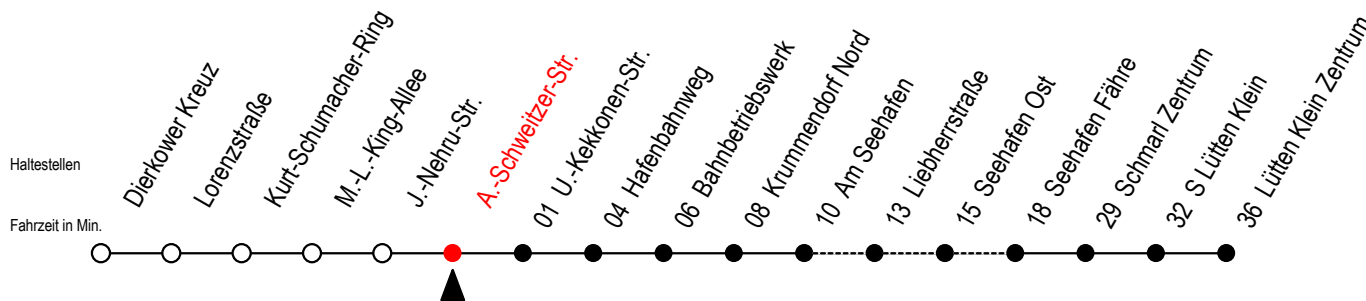 Haltestellen
Fahrzeit in Min.
Dierkower Kreuz
Lorenzstraße
Kurt-Schumacher-Ring
M.-L.-King-Allee
J.-Nehru-Str.
A.-Schweitzer-Str.
01 U.-Kekkonen-Str.
04 Hafenbahnweg
06 Bahnbetriebswerk
08 Krummendorf Nord
10 Am Seehafen
13 Liebherrstraße
15 Seehafen Ost
18 Seehafen Fähre
29 Schmarl Zentrum
32 S Lütten Klein
36 Lütten Klein Zentrum